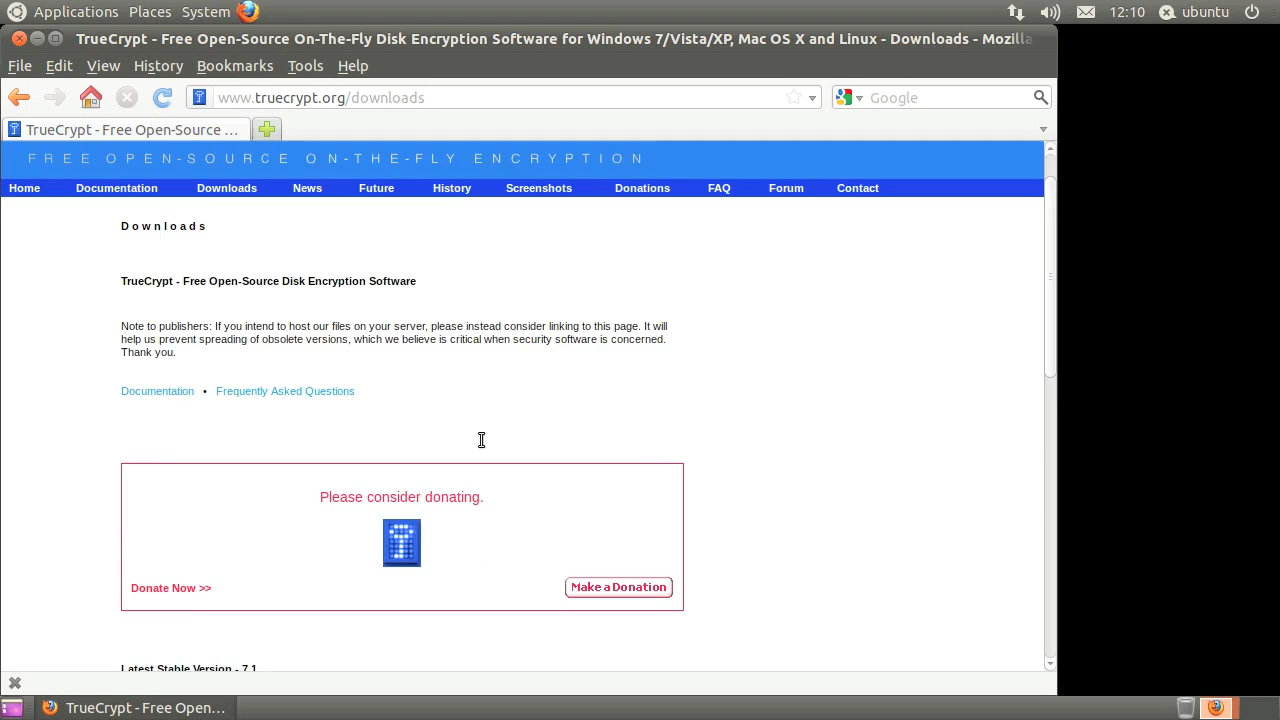 Applications Places System
12:10 ubuntu
TrueCrypt - Free Open-Source On-The-Fly Disk Encryption Software for Windows 7/Vista/XP, Mac OS X and Linux - Downloads - Mozilla
File Edit View History Bookmarks Tools Help
www.truecrypt.org/downloads
Google
TrueCrypt - Free Open-Source ...
FREE OPEN-SOURCE ON-THE-FLY ENCRYPTION
Home Documentation Downloads News Future History Screenshots Donations FAQ Forum Contact
Downloads
TrueCrypt - Free Open-Source Disk Encryption Software
Note to publishers: If you intend to host our files on your server, please instead consider linking to this page. It will
help us prevent spreading of obsolete versions, which we believe is critical when security software is concerned.
Thank you.
Documentation • Frequently Asked Questions
Please consider donating.
Donate Now >>
Make a Donation
Latest Stable Version - 7.1
TrueCrypt - Free Open...